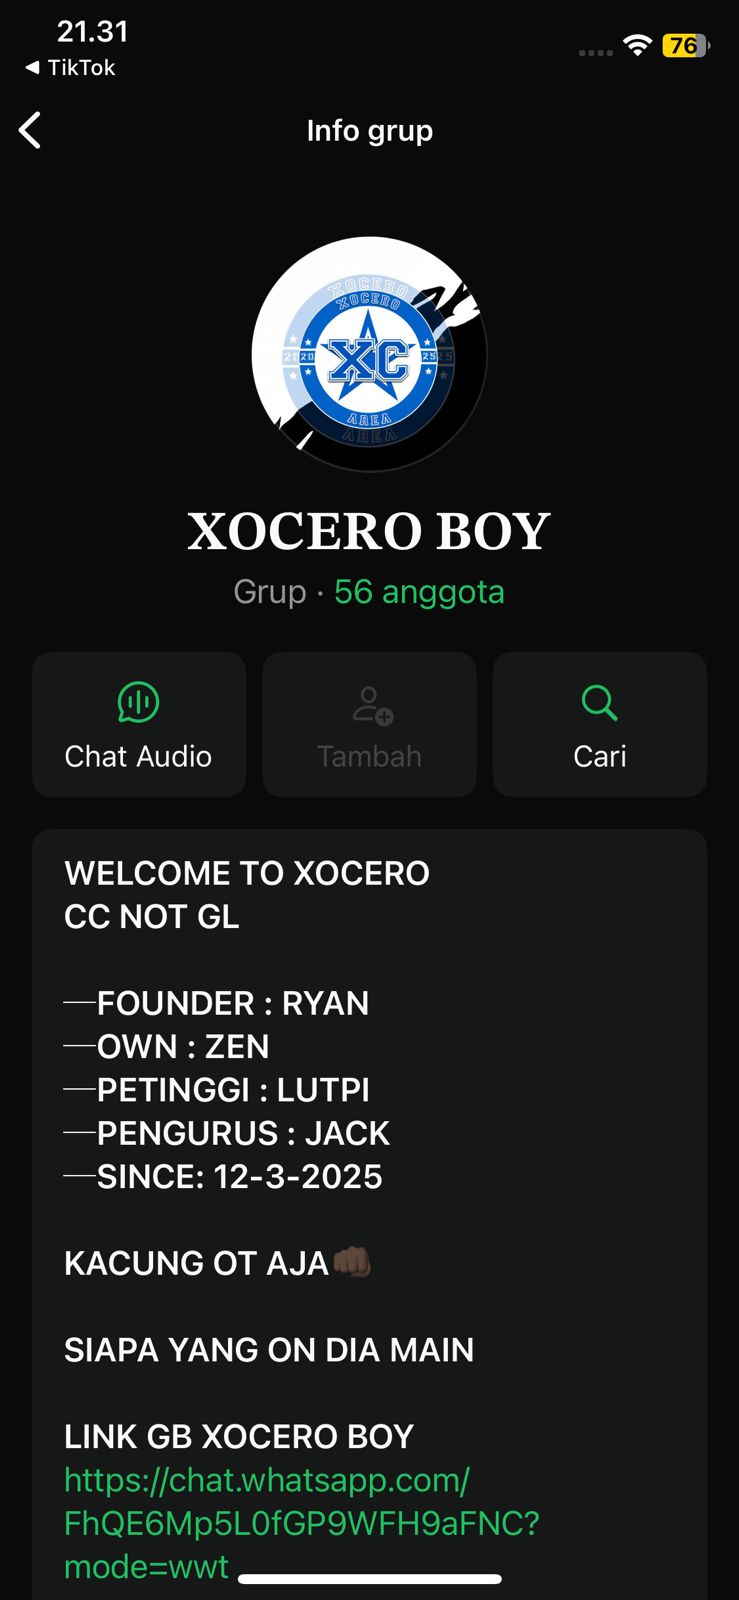 21.31
76
TikTok
Info grup
XOCERO
XOCERO
2020
XC
2525
AREA
AREA
XOCERO BOY
Grup · 56 anggota
Chat Audio
Tambah
Cari
WELCOME TO XOCERO
CC NOT GL
—FOUNDER : RYAN
—OWN : ZEN
—PETINGGI : LUTPI
—PENGURUS : JACK
—SINCE: 12-3-2025
KACUNG OT AJA👊🏿
SIAPA YANG ON DIA MAIN
LINK GB XOCERO BOY
https://chat.whatsapp.com/
FhQE6Mp5L0fGP9WFH9aFNC?
mode=wwt